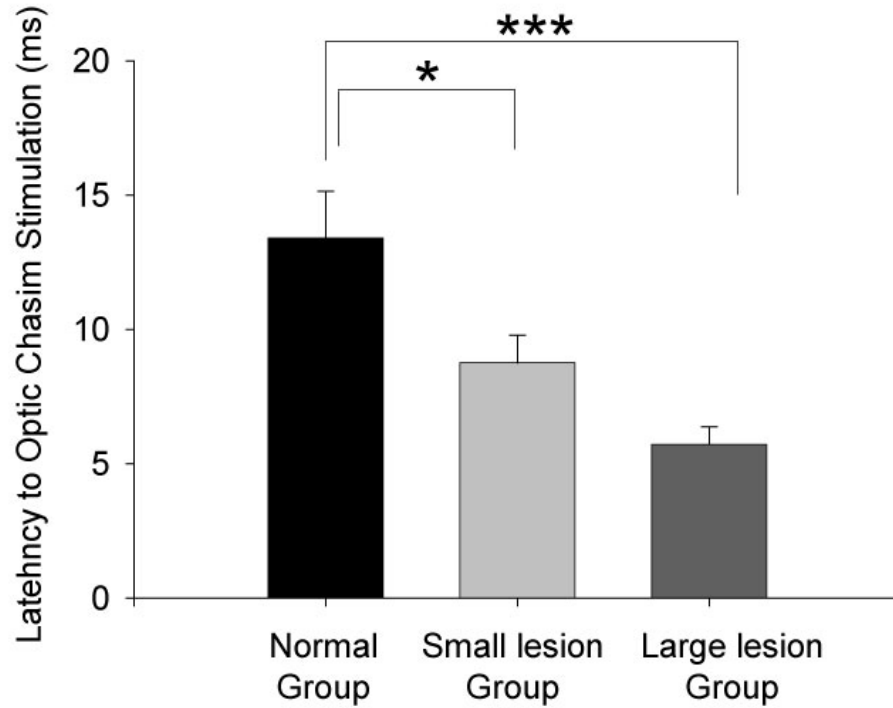 ***
*
Latehncy to Optic Chasim Stimulation (ms)
20
15
10
5
0
Normal Group
Small lesion Group
Large lesion Group